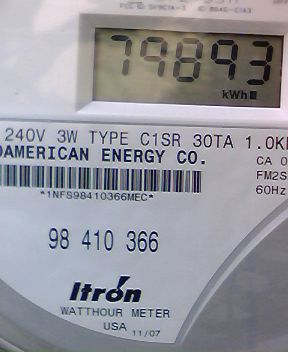 79893
kWh
240V 3W TYPE C1SR 30TA 1.0K
AMERICAN ENERGY CO.
CA 0
FM2S
60Hz
*1NFS98410366MEC*
98 410 366
Itrón
WATTHOUR METER
USA 11/07